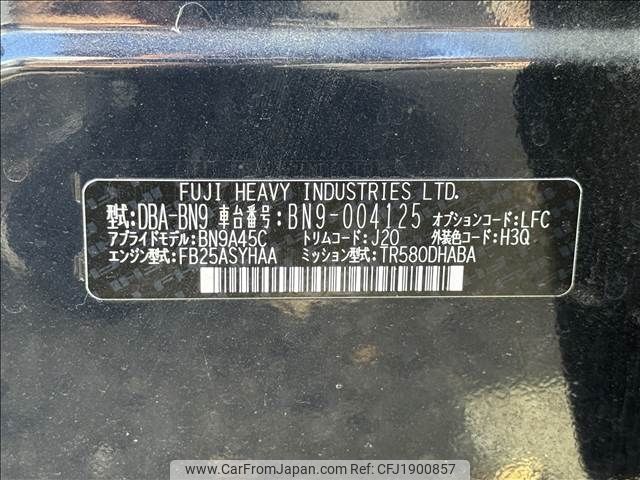 FUJI HEAVY INDUSTRIES LTD.
型式:DBA-BN9 車台番号:BN9-004125 オプションコード:LFC
アプライドモデル:BN9A45C トリムコード:J20 外装色コード:H3Q
エンジン型式:FB25ASYHAA ミッション型式:TR580DHABA
www.CarFromJapan.com - Photo ID: CFJ1900857